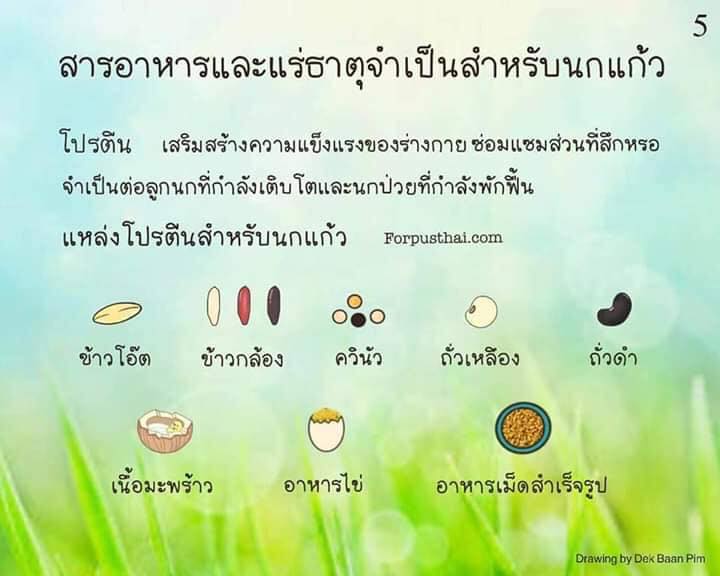 5
สารอาหารและแร่ธาตุจำเป็นสำหรับนกแก้ว
โปรตีน เสริมสร้างความแข็งแรงของร่างกาย ซ่อมแซมส่วนที่สึกหรอ
จำเป็นต่อลูกนกที่กำลังเติบโตและนกป่วยที่กำลังพักฟื้น
แหล่งโปรตีนสำหรับนกแก้ว Forpusthai.com
ข้าวโอ๊ต ข้าวกล้อง ควินัว ถั่วเหลือง ถั่วดำ
เนื้อมะพร้าว อาหารไข่ อาหารเม็ดสำเร็จรูป
Drawing by Dek Baan Pim